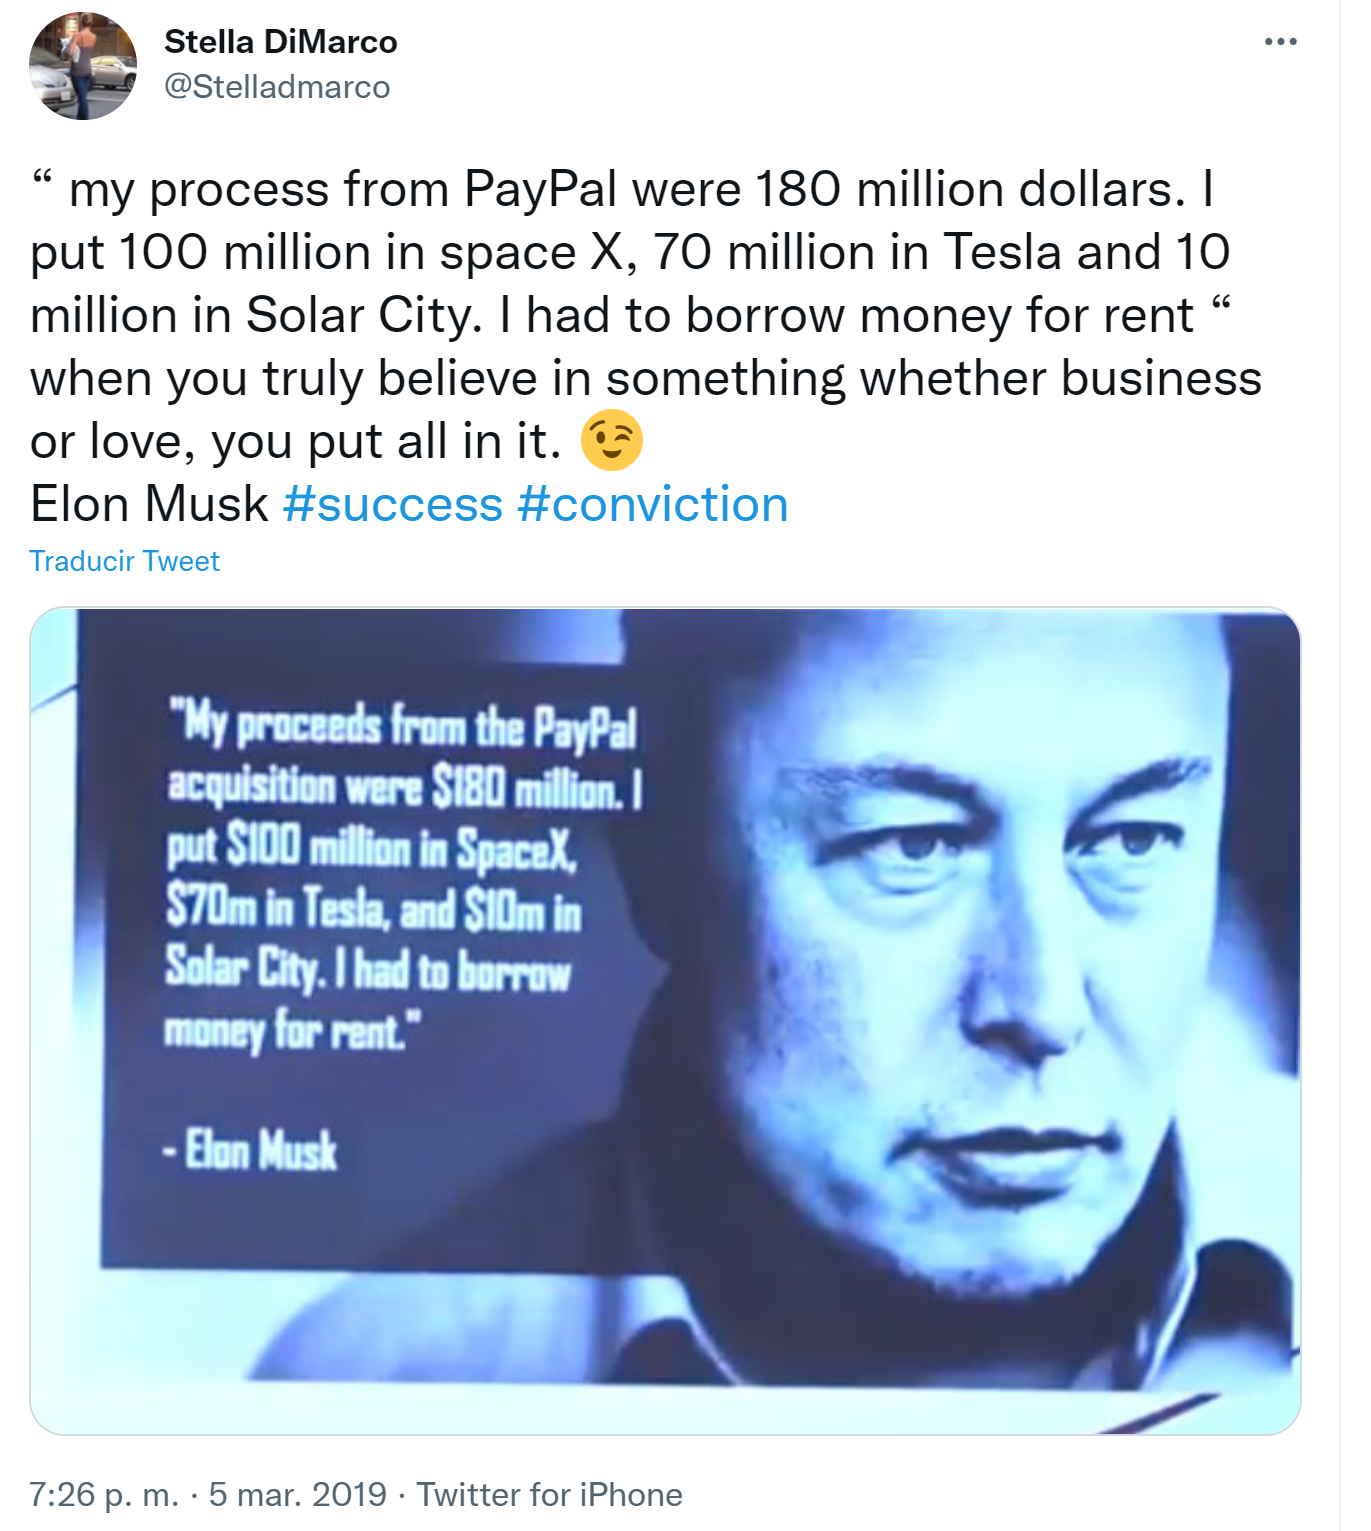 Stella DiMarco
@Stelladmarco
“ my process from PayPal were 180 million dollars. I
put 100 million in space X, 70 million in Tesla and 10
million in Solar City. I had to borrow money for rent “
when you truly believe in something whether business
or love, you put all in it. 😉
Elon Musk #success #conviction
Traducir Tweet
"My proceeds from the PayPal
acquisition were $180 million. I
put $100 million in SpaceX,
$70m in Tesla, and $10m in
Solar City. I had to borrow
money for rent."
- Elon Musk
7:26 p. m. · 5 mar. 2019 · Twitter for iPhone